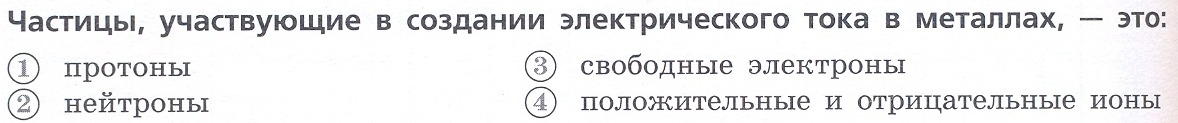 Частицы, участвующие в создании электрического тока в металлах, — это:
1 протоны
2 нейтроны
3 свободные электроны
4 положительные и отрицательные ионы